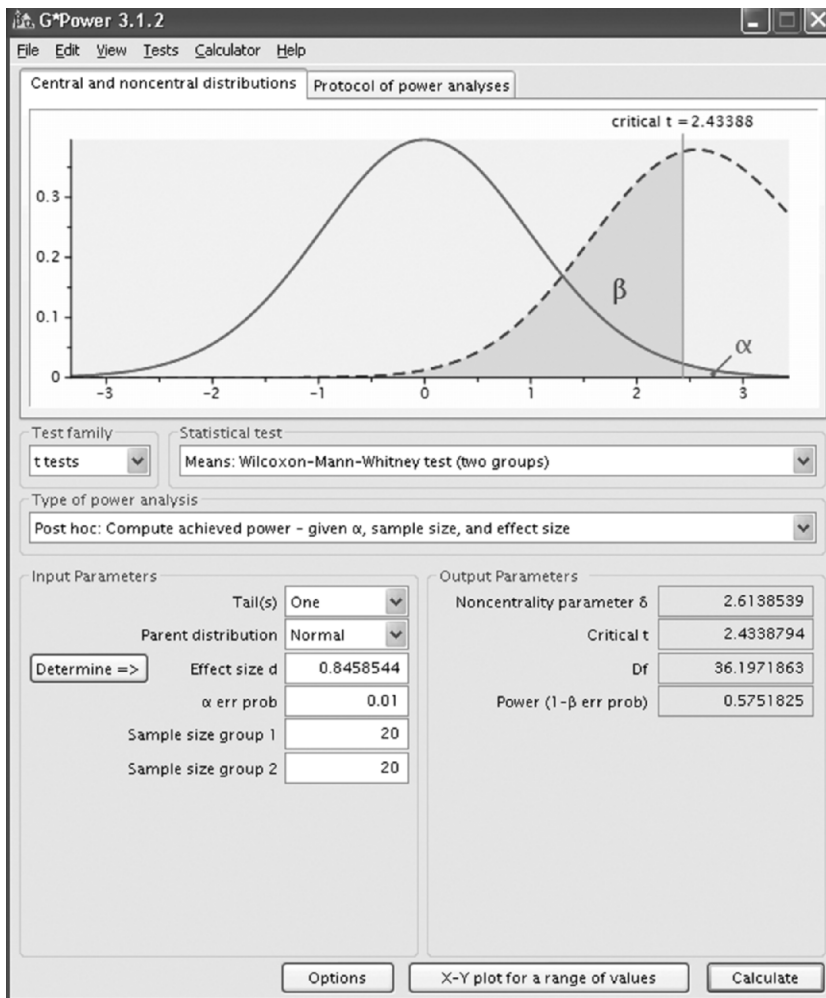 G*Power 3.1.2
File Edit View Tests Calculator Help
Central and noncentral distributions Protocol of power analyses
critical t = 2.43388
0.3
0.2
0.1
0
β
α
-3 -2 -1 0 1 2 3
Test family Statistical test
t tests Means: Wilcoxon-Mann-Whitney test (two groups)
Type of power analysis
Post hoc: Compute achieved power - given α, sample size, and effect size
Input Parameters Output Parameters
Tail(s) One Noncentrality parameter δ 2.6138539
Parent distribution Normal Critical t 2.4338794
Determine => Effect size d 0.8458544 Df 36.1971863
α err prob 0.01 Power (1-β err prob) 0.5751825
Sample size group 1 20
Sample size group 2 20
Options X-Y plot for a range of values Calculate